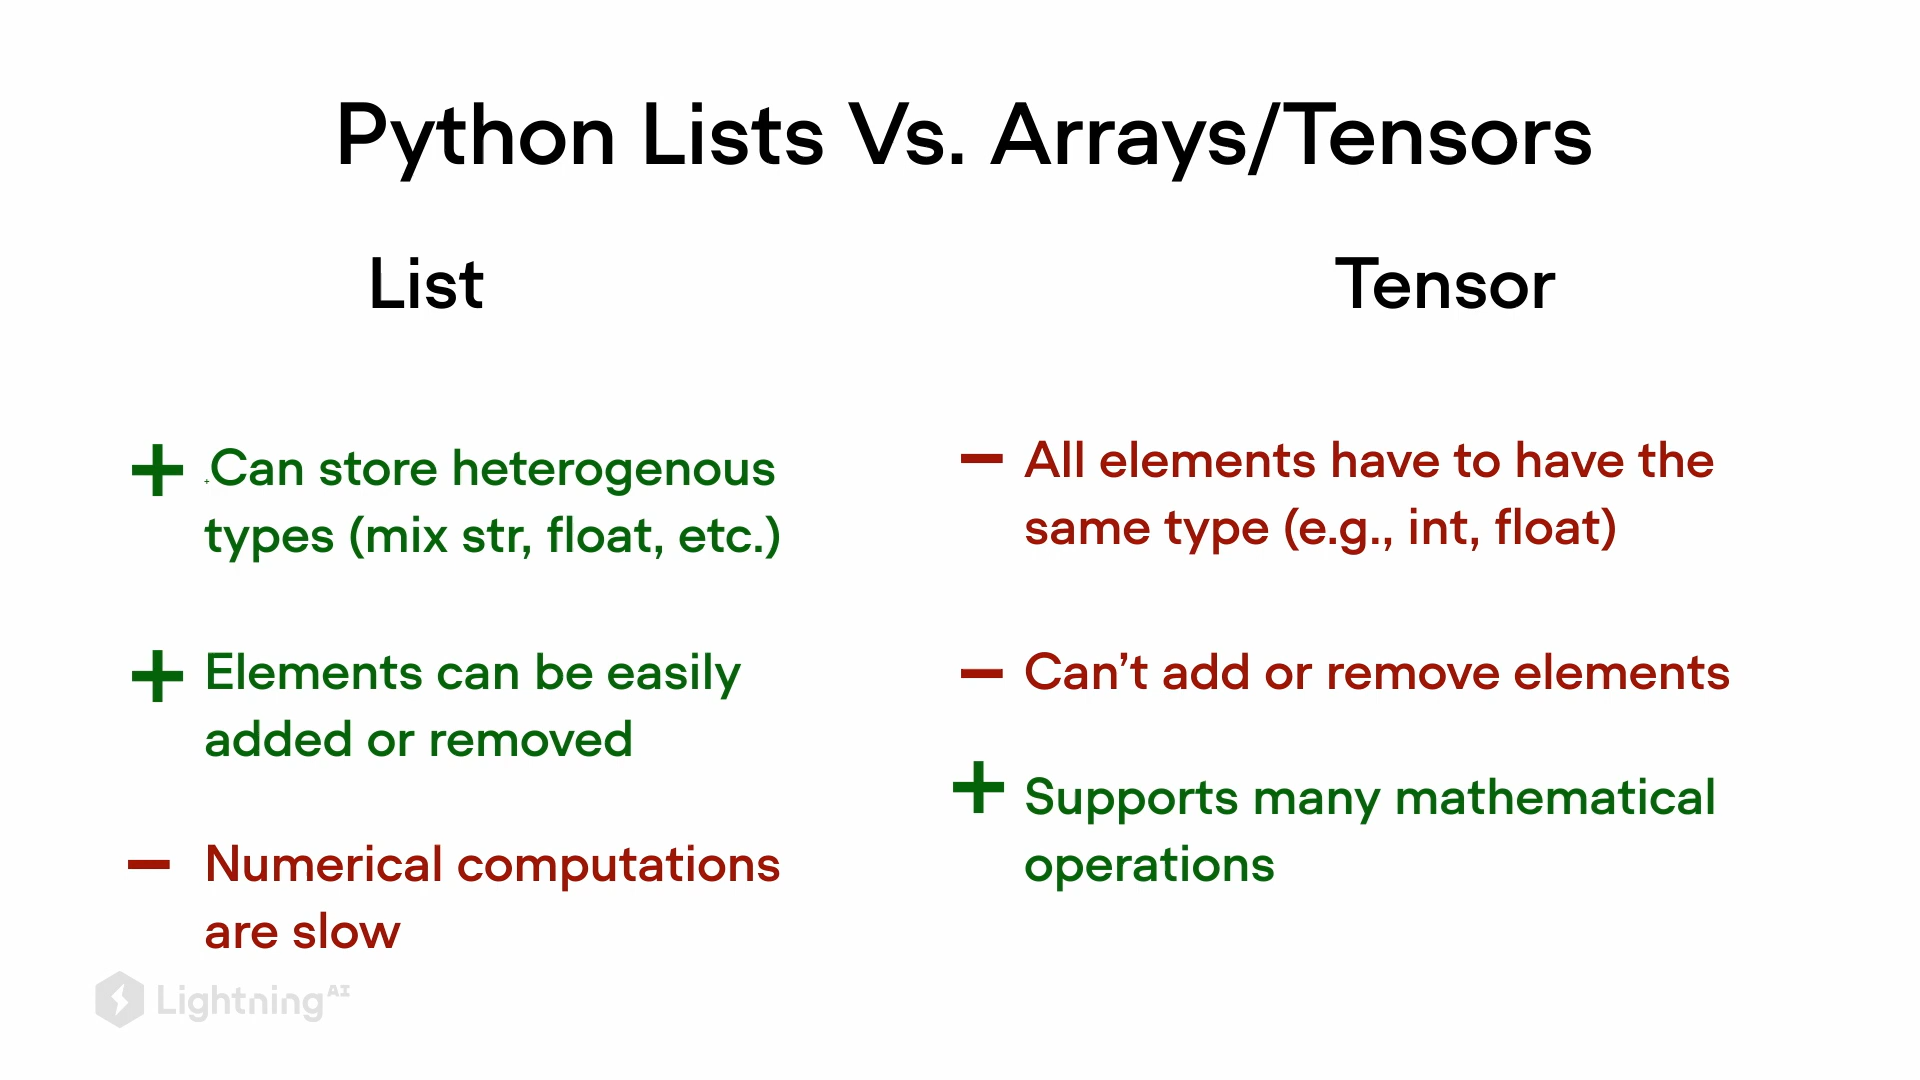 Python Lists Vs. Arrays/Tensors
List
+ Can store heterogenous
types (mix str, float, etc.)
+ Elements can be easily
added or removed
− Numerical computations
are slow
Tensor
− All elements have to have the
same type (e.g., int, float)
− Can’t add or remove elements
+ Supports many mathematical
operations
Lightning AI